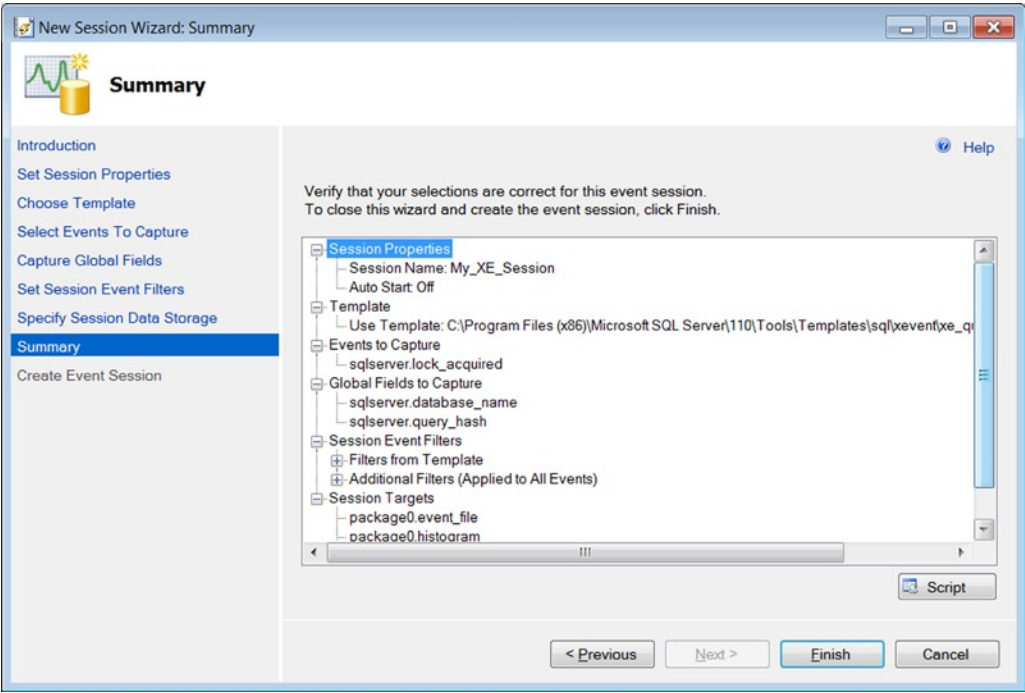 New Session Wizard: Summary
Summary
Introduction
Set Session Properties
Choose Template
Select Events To Capture
Capture Global Fields
Set Session Event Filters
Specify Session Data Storage
Summary
Create Event Session
Help
Verify that your selections are correct for this event session.
To close this wizard and create the event session, click Finish.
Session Properties
Session Name: My_XE_Session
Auto Start: Off
Template
Use Template: C:\Program Files (x86)\Microsoft SQL Server\110\Tools\Templates\sql\xevent\xe_qu
Events to Capture
sqlserver.lock_acquired
Global Fields to Capture
sqlserver.database_name
sqlserver.query_hash
Session Event Filters
Filters from Template
Additional Filters (Applied to All Events)
Session Targets
package0.event_file
package0.histogram
Script
< Previous
Next >
Finish
Cancel